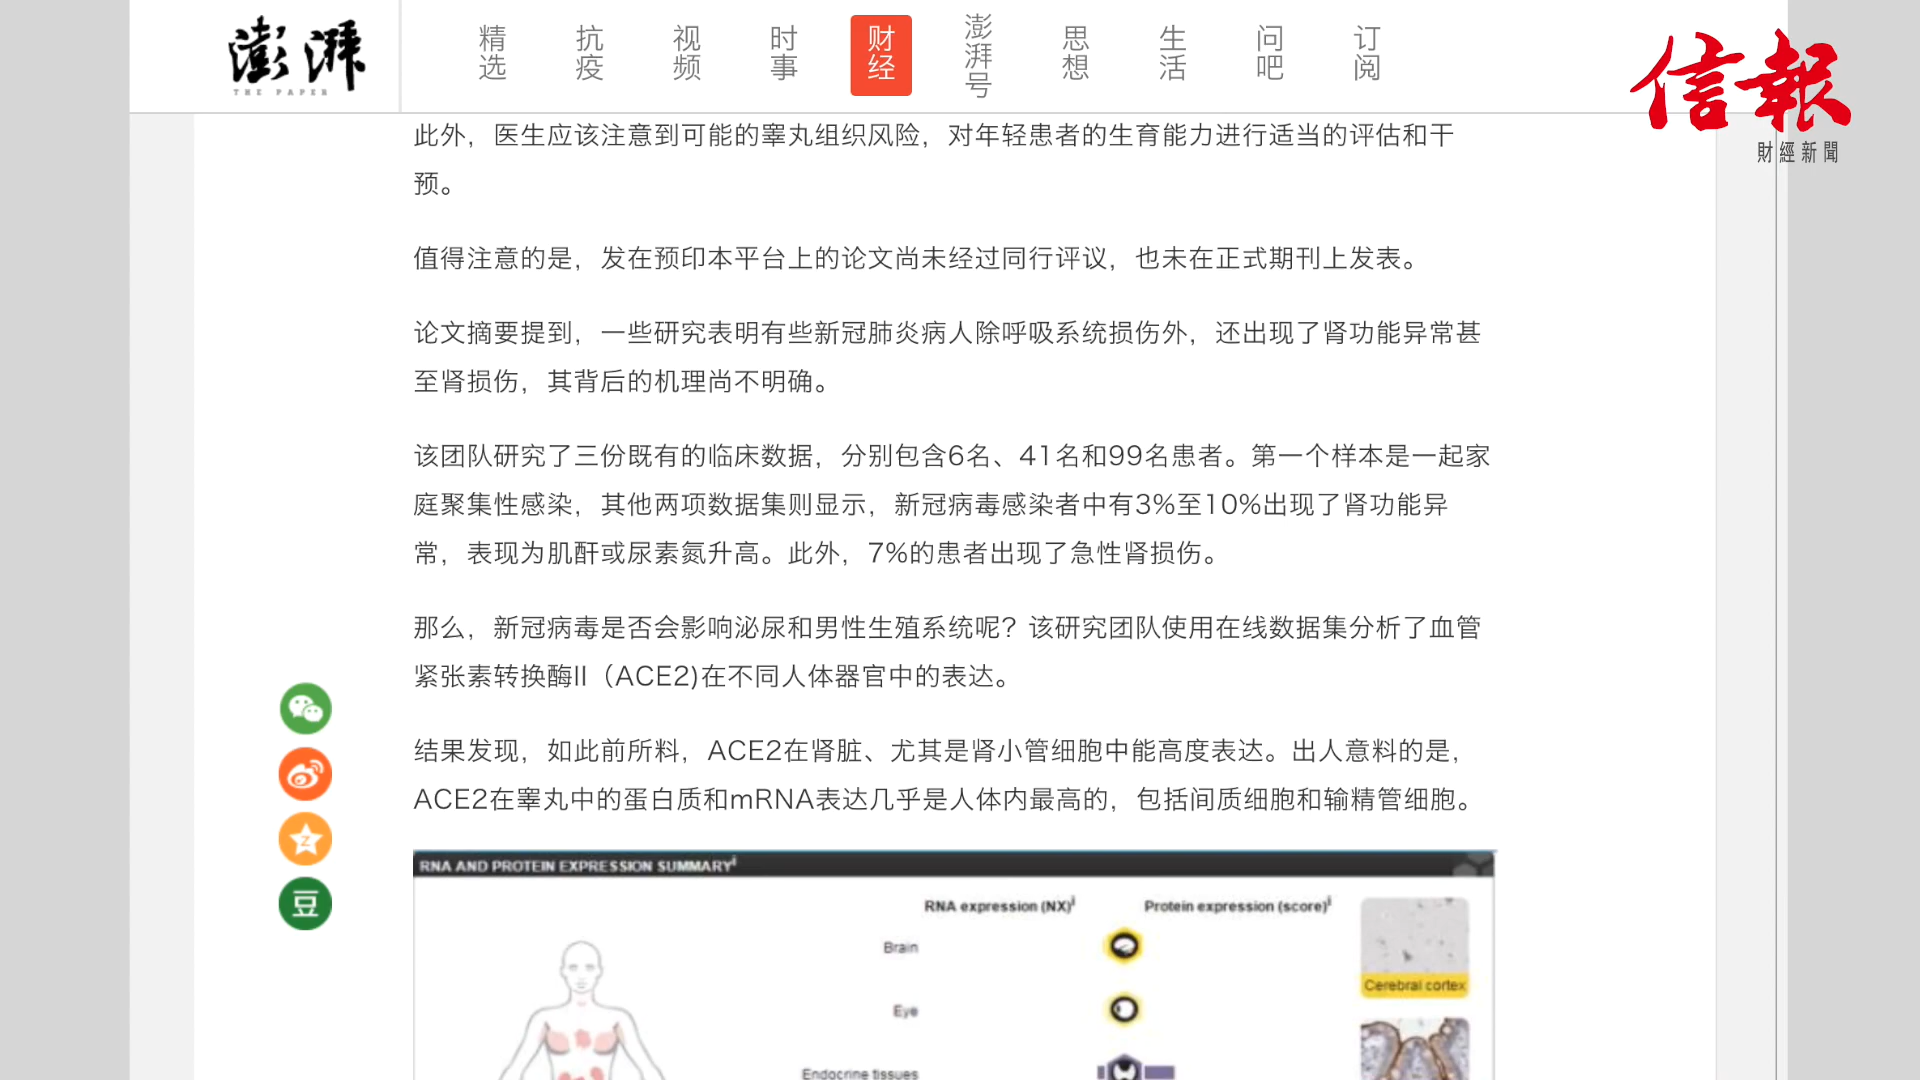 澎湃
THE PAPER
精选
抗疫
视频
时事
财经
澎湃号
思想
生活
问吧
订阅
信報
財經新聞
此外，医生应该注意到可能的睾丸组织风险，对年轻患者的生育能力进行适当的评估和干
预。
值得注意的是，发在预印本平台上的论文尚未经过同行评议，也未在正式期刊上发表。
论文摘要提到，一些研究表明有些新冠肺炎病人除呼吸系统损伤外，还出现了肾功能异常甚
至肾损伤，其背后的机理尚不明确。
该团队研究了三份既有的临床数据，分别包含6名、41名和99名患者。第一个样本是一起家
庭聚集性感染，其他两项数据集则显示，新冠病毒感染者中有3%至10%出现了肾功能异
常，表现为肌酐或尿素氮升高。此外，7%的患者出现了急性肾损伤。
那么，新冠病毒是否会影响泌尿和男性生殖系统呢？该研究团队使用在线数据集分析了血管
紧张素转换酶II（ACE2)在不同人体器官中的表达。
结果发现，如此前所料，ACE2在肾脏、尤其是肾小管细胞中能高度表达。出人意料的是，
ACE2在睾丸中的蛋白质和mRNA表达几乎是人体内最高的，包括间质细胞和输精管细胞。
豆
RNA AND PROTEIN EXPRESSION SUMMARYi
RNA expression (NX)i
Protein expression (score)i
Brain
Cerebral cortex
Eye
Endocrine tissues